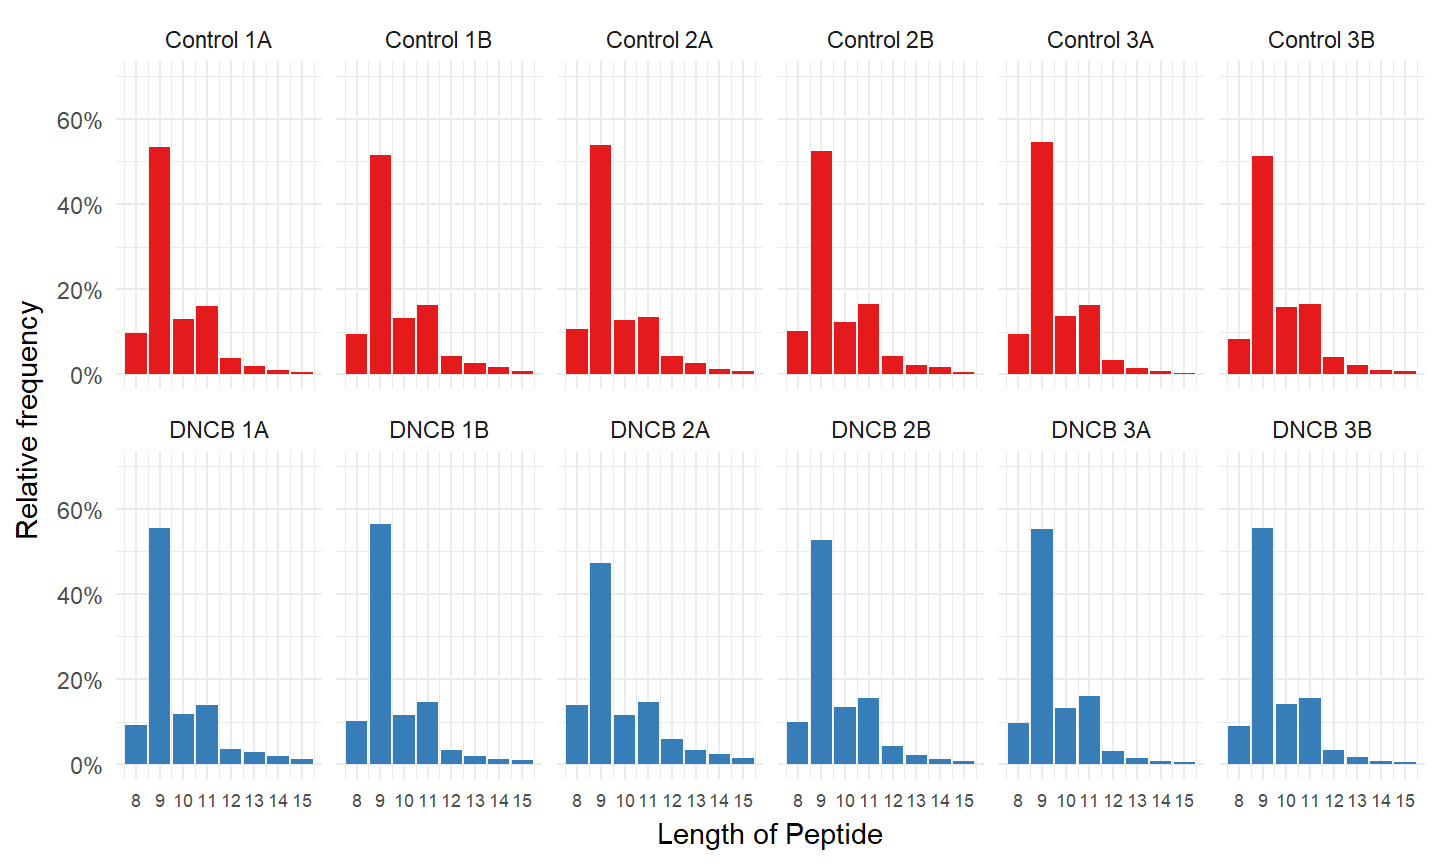 Control 1A Control 1B Control 2A Control 2B Control 3A Control 3B
60%
40%
20%
0%
Relative frequency
DNCB 1A DNCB 1B DNCB 2A DNCB 2B DNCB 3A DNCB 3B
60%
40%
20%
0%
8 9 10 11 12 13 14 15 8 9 10 11 12 13 14 15 8 9 10 11 12 13 14 15 8 9 10 11 12 13 14 15 8 9 10 11 12 13 14 15 8 9 10 11 12 13 14 15
Length of Peptide